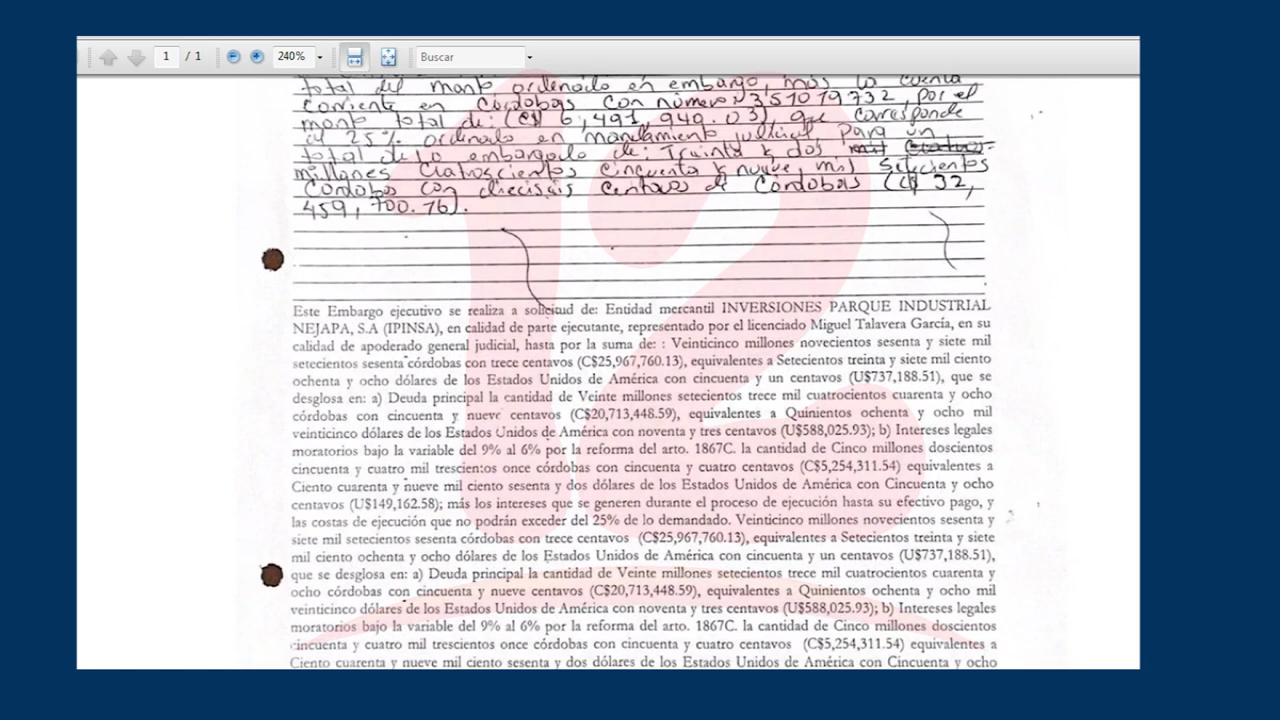 1 / 1
240%
Buscar
total del monto ordenado en embargo, mas la cuenta
corriente en Córdobas con número: 351019732, por el
monto total de: (C$ 6,491,940.03), que corresponde
al 25% ordenado en mandamiento judicial, para un
total de lo embargado de: Treinta y dos mil
millones Cuatroscientos Cincuenta y nueve mil Setecientos
Córdobas con dieciseis Centavos de Córdobas (C$ 32,
459, 700.16).
Este Embargo ejecutivo se realiza a solicitud de: Entidad mercantil INVERSIONES PARQUE INDUSTRIAL
NEJAPA, S.A (IPINSA), en calidad de parte ejecutante, representado por el licenciado Miguel Talavera García, en su
calidad de apoderado general judicial, hasta por la suma de: : Veinticinco millones novecientos sesenta y siete mil
setecientos sesenta córdobas con trece centavos (C$25,967,760.13), equivalentes a Setecientos treinta y siete mil ciento
ochenta y ocho dólares de los Estados Unidos de América con cincuenta y un centavos (U$737,188.51), que se
desglosa en: a) Deuda principal la cantidad de Veinte millones setecientos trece mil cuatrocientos cuarenta y ocho
córdobas con cincuenta y nueve centavos (C$20,713,448.59), equivalentes a Quinientos ochenta y ocho mil
veinticinco dólares de los Estados Unidos de América con noventa y tres centavos (U$588,025.93); b) Intereses legales
moratorios bajo la variable del 9% al 6% por la reforma del arto. 1867C. la cantidad de Cinco millones doscientos
cincuenta y cuatro mil trescientos once córdobas con cincuenta y cuatro centavos (C$5,254,311.54) equivalentes a
Ciento cuarenta y nueve mil ciento sesenta y dos dólares de los Estados Unidos de América con Cincuenta y ocho
centavos (U$149,162.58); más los intereses que se generen durante el proceso de ejecución hasta su efectivo pago, y
las costas de ejecución que no podrán exceder del 25% de lo demandado. Veinticinco millones novecientos sesenta y
siete mil setecientos sesenta córdobas con trece centavos (C$25,967,760.13), equivalentes a Setecientos treinta y siete
mil ciento ochenta y ocho dólares de los Estados Unidos de América con cincuenta y un centavos (U$737,188.51),
que se desglosa en: a) Deuda principal la cantidad de Veinte millones setecientos trece mil cuatrocientos cuarenta y
ocho córdobas con cincuenta y nueve centavos (C$20,713,448.59), equivalentes a Quinientos ochenta y ocho mil
veinticinco dólares de los Estados Unidos de América con noventa y tres centavos (U$588,025.93); b) Intereses legales
moratorios bajo la variable del 9% al 6% por la reforma del arto. 1867C. la cantidad de Cinco millones doscientos
cincuenta y cuatro mil trescientos once córdobas con cincuenta y cuatro centavos (C$5,254,311.54) equivalentes a
Ciento cuarenta y nueve mil ciento sesenta y dos dólares de los Estados Unidos de América con Cincuenta y ocho
12